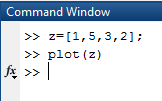 Command Window
>> z=[1,5,3,2];
>> plot(z)
fx >>